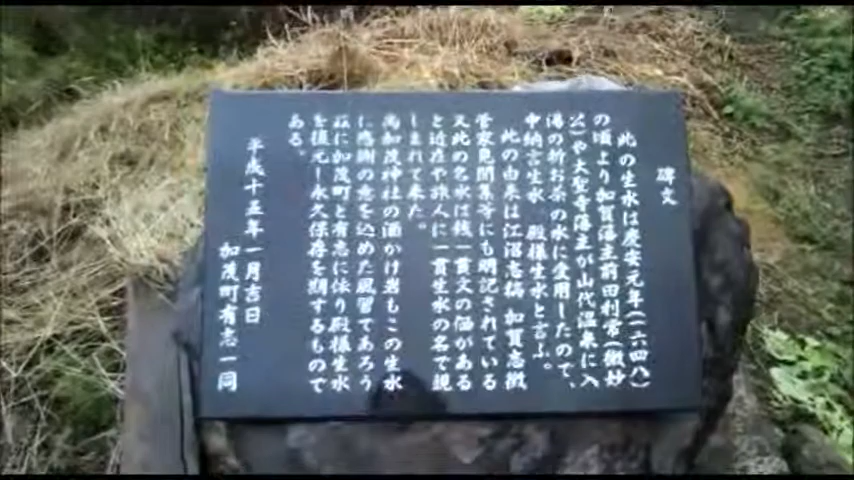 碑文
此の生水は慶安元年(一六四八)
の頃より加賀藩主前田利常(微妙
公)や大聖寺藩主が山代温泉に入
湯の折お茶の水に愛用したので、
中納言生水、殿様生水と言ふ。
此の由来は江沼志稿、加賀志徴
菅家見聞集等にも明記されている
又此の名水は銭一貫文の価がある
と近在や旅人に一貫生水の名で親
しまれて来た。
尚加茂神社の湯かけ岩もこの生水
に感謝の意を込めた風習であろう
茲に加茂町と有志に依り殿様生水
を復元し永久保存を期するもので
ある。
平成十五年一月吉日
加茂町有志一同